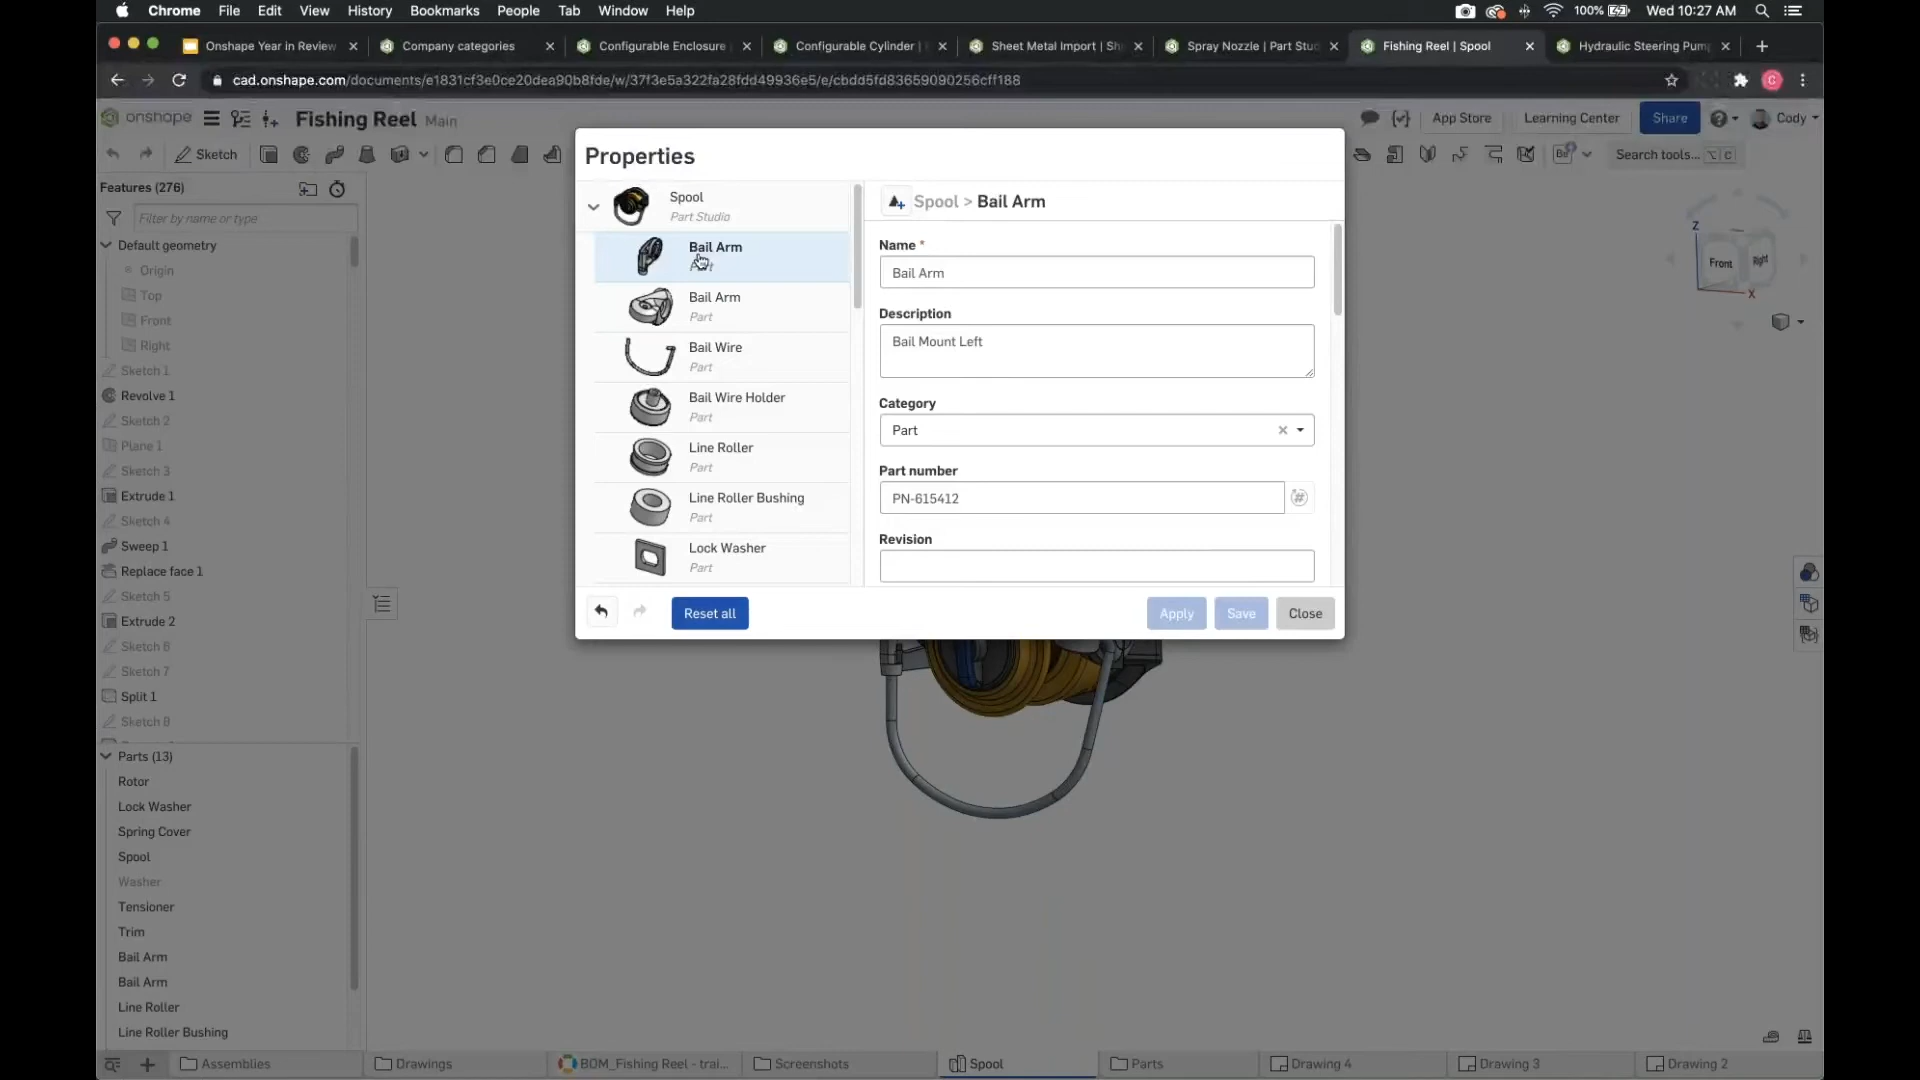 Chrome File Edit View History Bookmarks People Tab Window Help 100% Wed 10:27 AM
Onshape Year in Review Company categories Configurable Enclosure Configurable Cylinder | Sheet Metal Import | Sh Spray Nozzle | Part Stud Fishing Reel | Spool Hydraulic Steering Pump
cad.onshape.com/documents/e1831cf3e0ce20dea90b8fde/w/37f3e5a322fa28fdd49936e5/e/cbdd5fd83659090256cff188
onshape Fishing Reel Main App Store Learning Center Share Cody
Sketch Search tools... ⌥ C
Features (276)
Filter by name or type
Default geometry
Origin
Top
Front
Right
Sketch 1
Revolve 1
Sketch 2
Plane 1
Sketch 3
Extrude 1
Sketch 4
Sweep 1
Replace face 1
Sketch 5
Extrude 2
Sketch 6
Sketch 7
Split 1
Sketch 8
Parts (13)
Rotor
Lock Washer
Spring Cover
Spool
Washer
Tensioner
Trim
Bail Arm
Bail Arm
Line Roller
Line Roller Bushing
Properties
Spool
Part Studio
Bail Arm
Part
Bail Arm
Part
Bail Wire
Part
Bail Wire Holder
Part
Line Roller
Part
Line Roller Bushing
Part
Lock Washer
Part
Spool > Bail Arm
Name *
Bail Arm
Description
Bail Mount Left
Category
Part
Part number
PN-615412
Revision
Reset all Apply Save Close
Z
Front Right
X
Assemblies Drawings BOM_Fishing Reel - trai... Screenshots Spool Parts Drawing 4 Drawing 3 Drawing 2